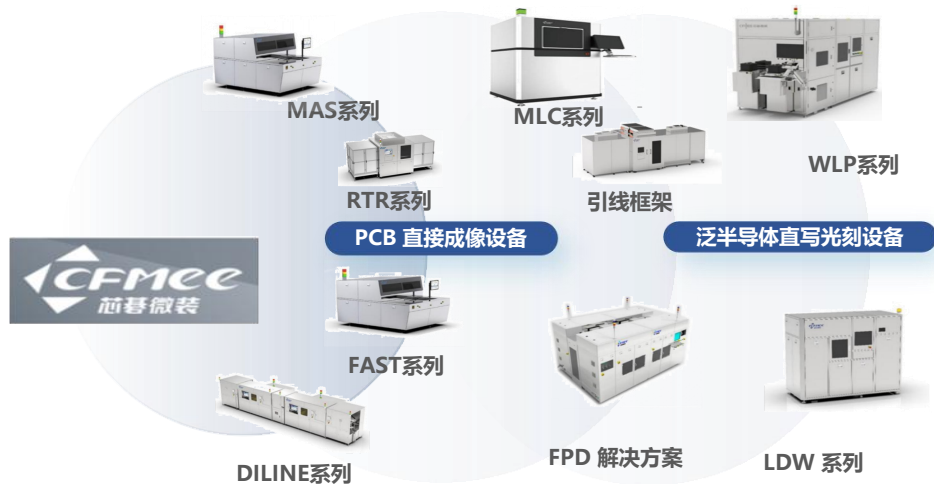 MAS系列
MLC系列
WLP系列
RTR系列
引线框架
PCB 直接成像设备
泛半导体直写光刻设备
CFMEE
芯碁微装
FAST系列
FPD 解决方案
LDW 系列
DILINE系列